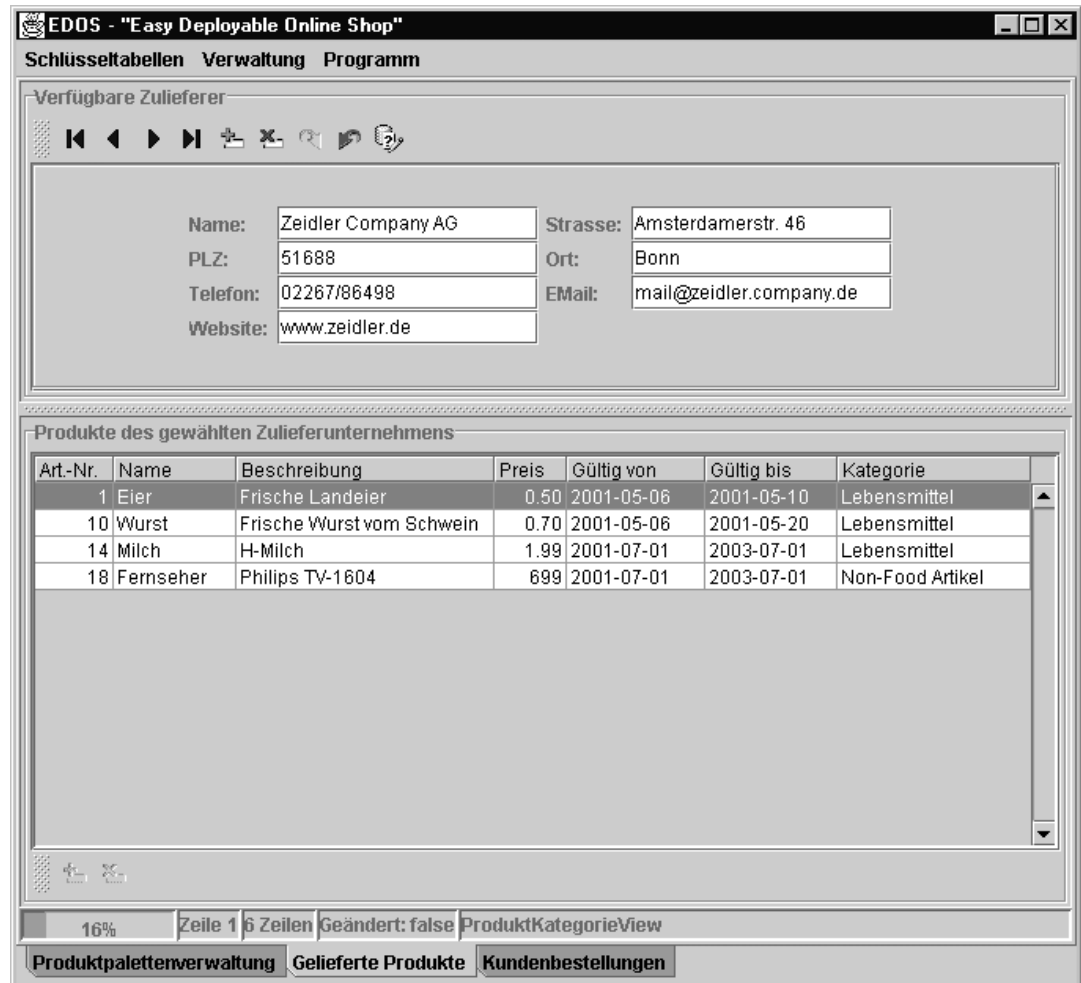 EDOS - "Easy Deployable Online Shop"
Schlüsseltabellen Verwaltung Programm
Verfügbare Zulieferer
Name: Zeidler Company AG Strasse: Amsterdamerstr. 46
PLZ: 51688 Ort: Bonn
Telefon: 02267/86498 EMail: mail@zeidler.company.de
Website: www.zeidler.de
Produkte des gewählten Zulieferunternehmens
Art.-Nr. Name Beschreibung Preis Gültig von Gültig bis Kategorie
1 Eier Frische Landeier 0.50 2001-05-06 2001-05-10 Lebensmittel
10 Wurst Frische Wurst vom Schwein 0.70 2001-05-06 2001-05-20 Lebensmittel
14 Milch H-Milch 1.99 2001-07-01 2003-07-01 Lebensmittel
18 Fernseher Philips TV-1604 699 2001-07-01 2003-07-01 Non-Food Artikel
16% Zeile 1 6 Zeilen Geändert: false ProduktKategorieView
Produktpalettenverwaltung Gelieferte Produkte Kundenbestellungen